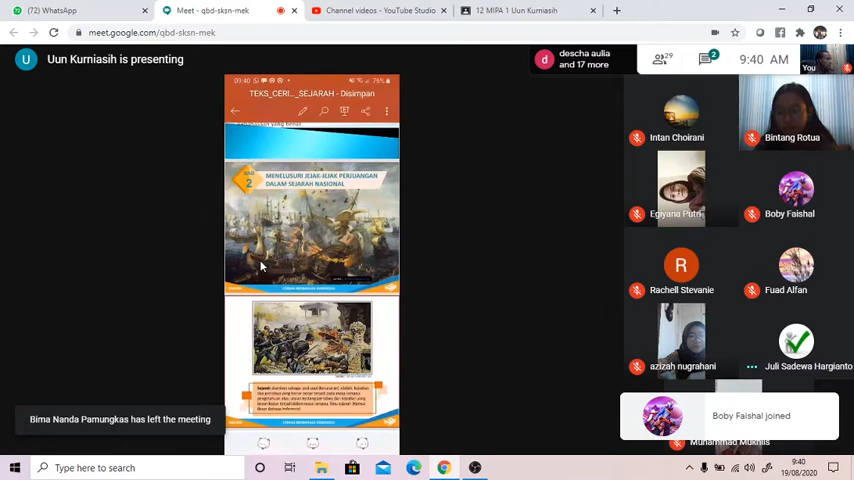 (72) WhatsApp
Meet - qbd-sksn-mek
Channel videos - YouTube Studio
12 MIPA 1 Uun Kurniasih
meet.google.com/qbd-sksn-mek
U
Uun Kurniasih is presenting
d
descha aulia
and 17 more
29
2
9:40 AM
You
09:40
76%
TEKS_CERI..._SEJARAH - Disimpan
BAB
2
MENELUSURI JEJAK-JEJAK PERJUANGAN
DALAM SEJARAH NASIONAL
Intan Choirani
Bintang Rotua
Egiyana Putri
Boby Faishal
R
Rachell Stevanie
Fuad Alfan
azizah nugrahani
Juli Sadewa Hargianto
Sejarah
Boby Faishal joined
Muhammad Mukhlis
Bima Nanda Pamungkas has left the meeting
Type here to search
9:40
19/08/2020